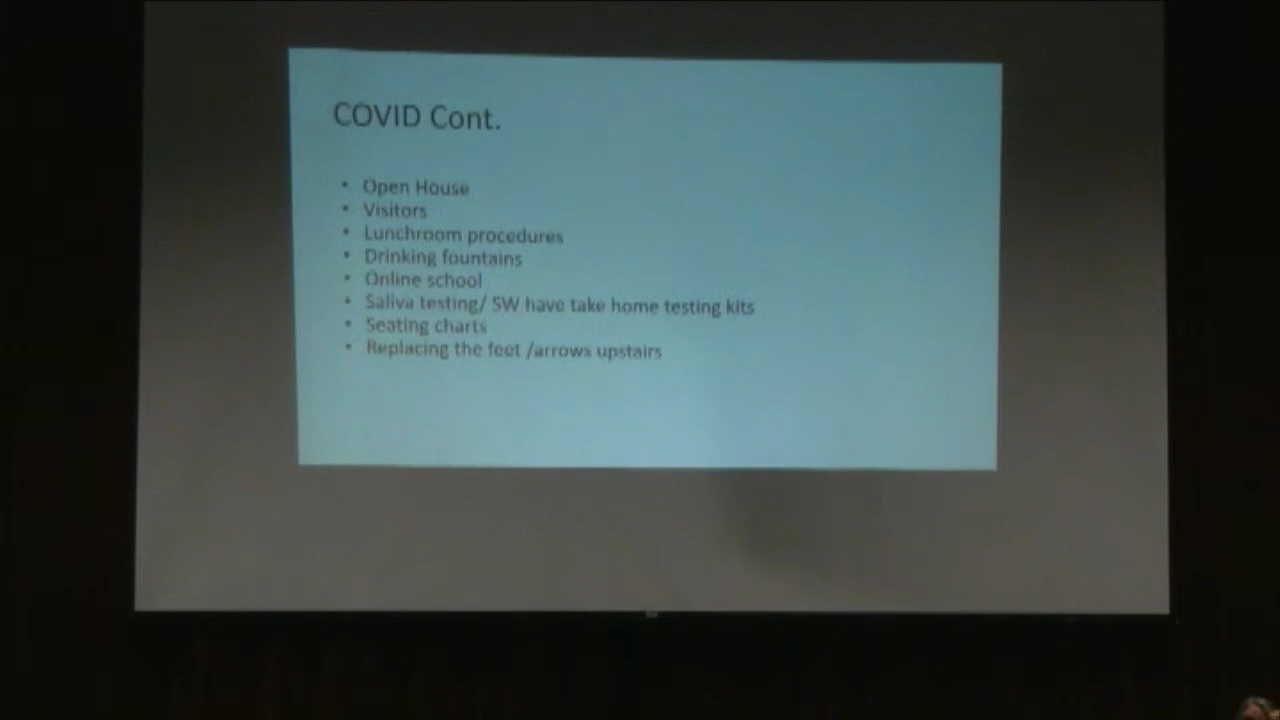 COVID Cont.
• Open House
• Visitors
• Lunchroom procedures
• Drinking fountains
• Online school
• Saliva testing/ SW have take home testing kits
• Seating charts
• Replacing the feet /arrows upstairs